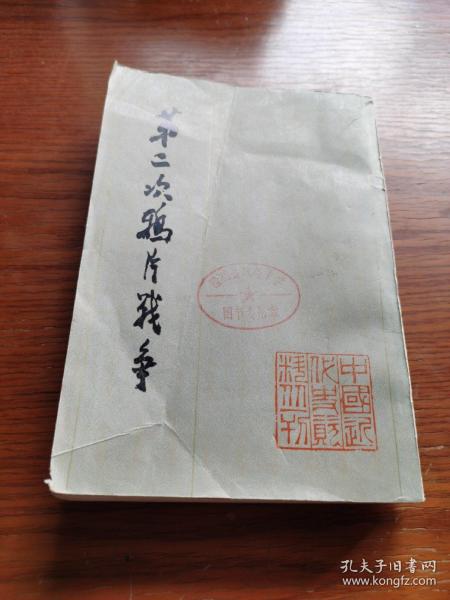 第二次鸦片战争
中國近
代史資
料丛刊
孔夫子旧书网
www.kongfz.com